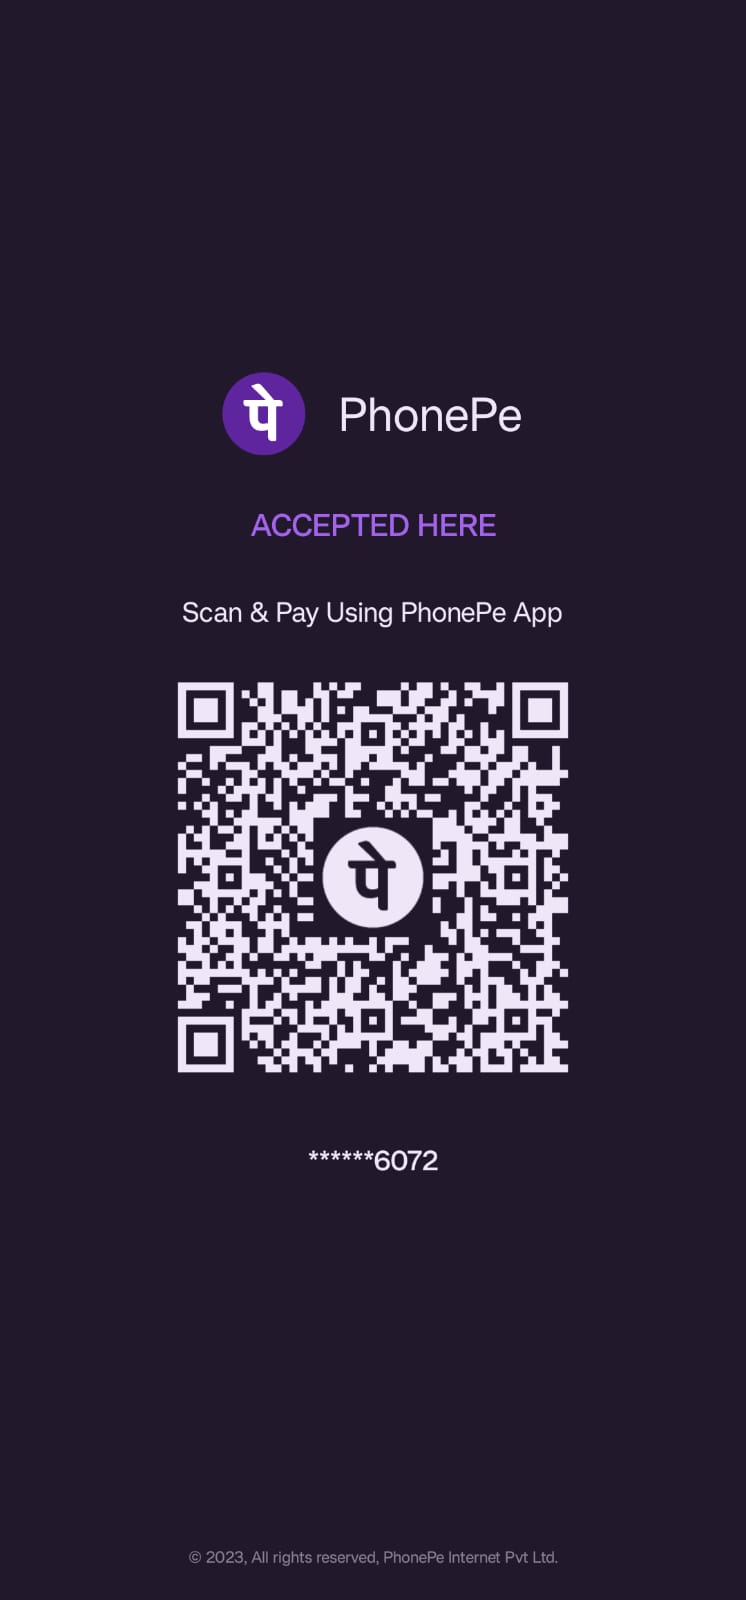 पे PhonePe
ACCEPTED HERE
Scan & Pay Using PhonePe App
पे
******6072
© 2023, All rights reserved, PhonePe Internet Pvt Ltd.